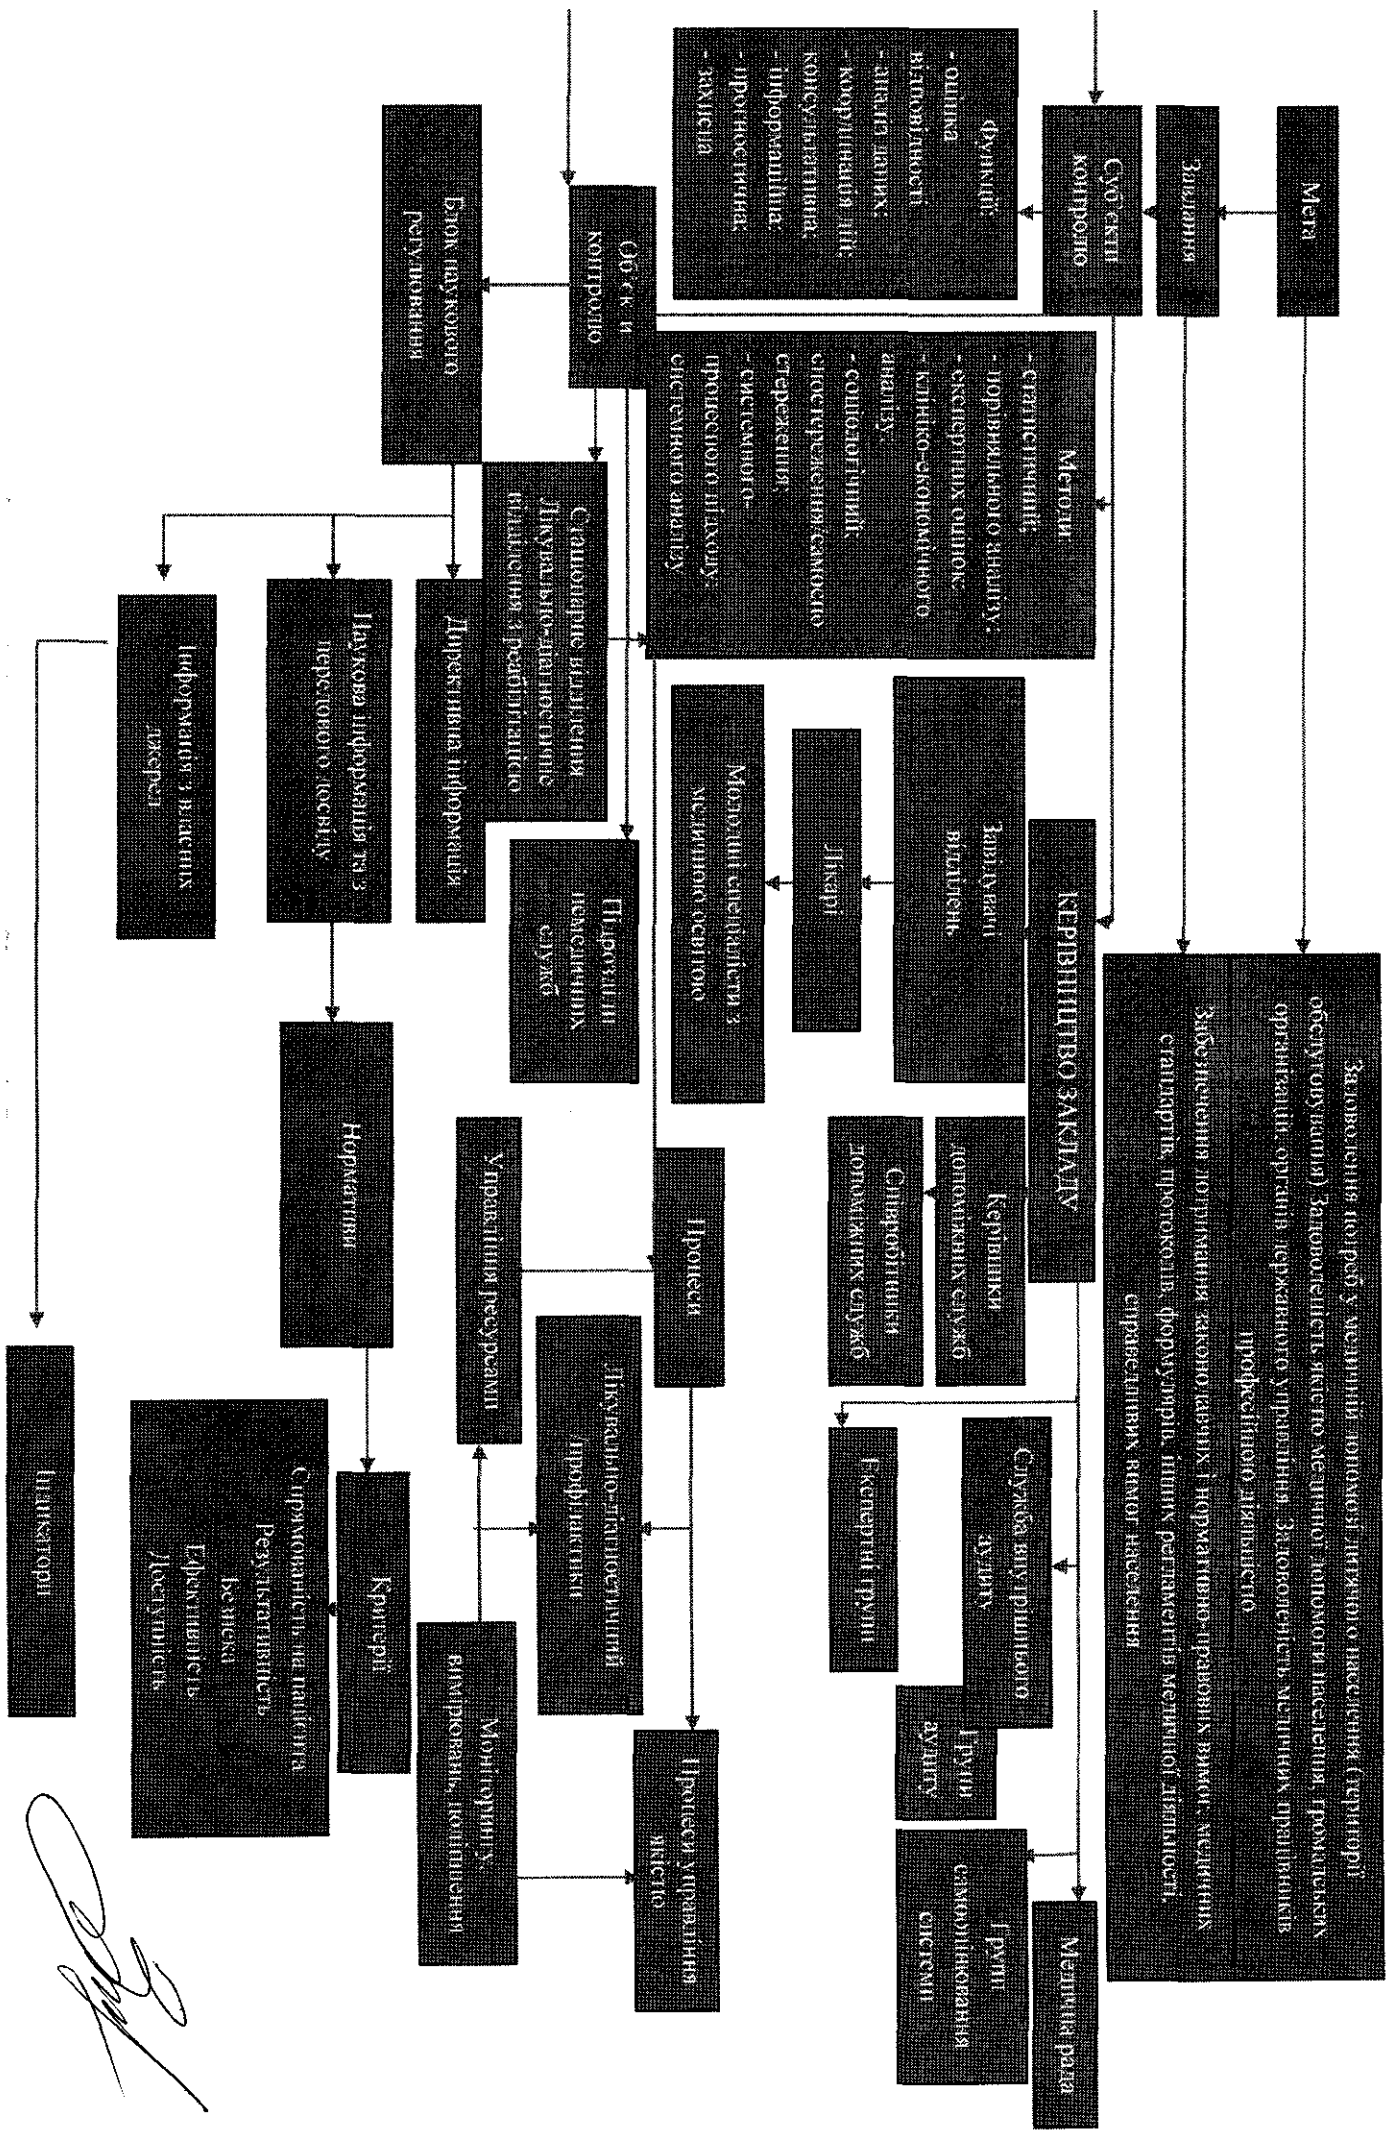 Мета
Задоволення потреб у медичній допомозі дитячого населення (території
обслуговування) Задоволеність якістю медичної допомоги населення, громадських
організацій, органів державного управління Задоволеність медичних працівників
професійною діяльністю
Завдання
Забезпечення дотримання законодавчих і нормативно-правових вимог, медичних
стандартів, протоколів, формулярів, інших регламентів медичної діяльності,
справедливих вимог населення
Суб'єкти
контролю
Функції:
- оцінка
відповідності
- аналіз даних;
- координація дій;
консультативна;
- інформаційна;
- прогностична;
- захисна
Методи:
- статистичний;
- порівняльного аналізу;
- експертних оцінок
- клініко-економічного
аналізу;
- соціологічний;
спостереження/самоспо
стереження;
- системного-
процесного підходу;
системного аналізу
КЕРІВНИЦТВО ЗАКЛАДУ
Завідувачі
відділень
Лікарі
Молодші спеціалісти з
медичною освітою
Керівники
допоміжних служб
Співробітники
допоміжних служб
Експертні групи
Служба внутрішнього
аудиту
Групи
аудиту
Групи
самооцінювання
системи
Медична рада
Об'єкти
контролю
Стаціонарне відділення
Лікувально-діагностичне
відділення з реабілітацією
Підрозділи
немедичних
служб
Процеси
Управління ресурсами
Лікувально-діагностичний
/профілактики
Моніторингу,
вимірювань, поліпшення
Процеси управління
якістю
Блок наукового
регулювання
Директивна інформація
Наукова інформація та з
передового досвіду
Інформація з власних
джерел
Нормативи
Критерії
Спрямованість на пацієнта
Результативність
Безпека
Ефективність
Доступність
Індикатори